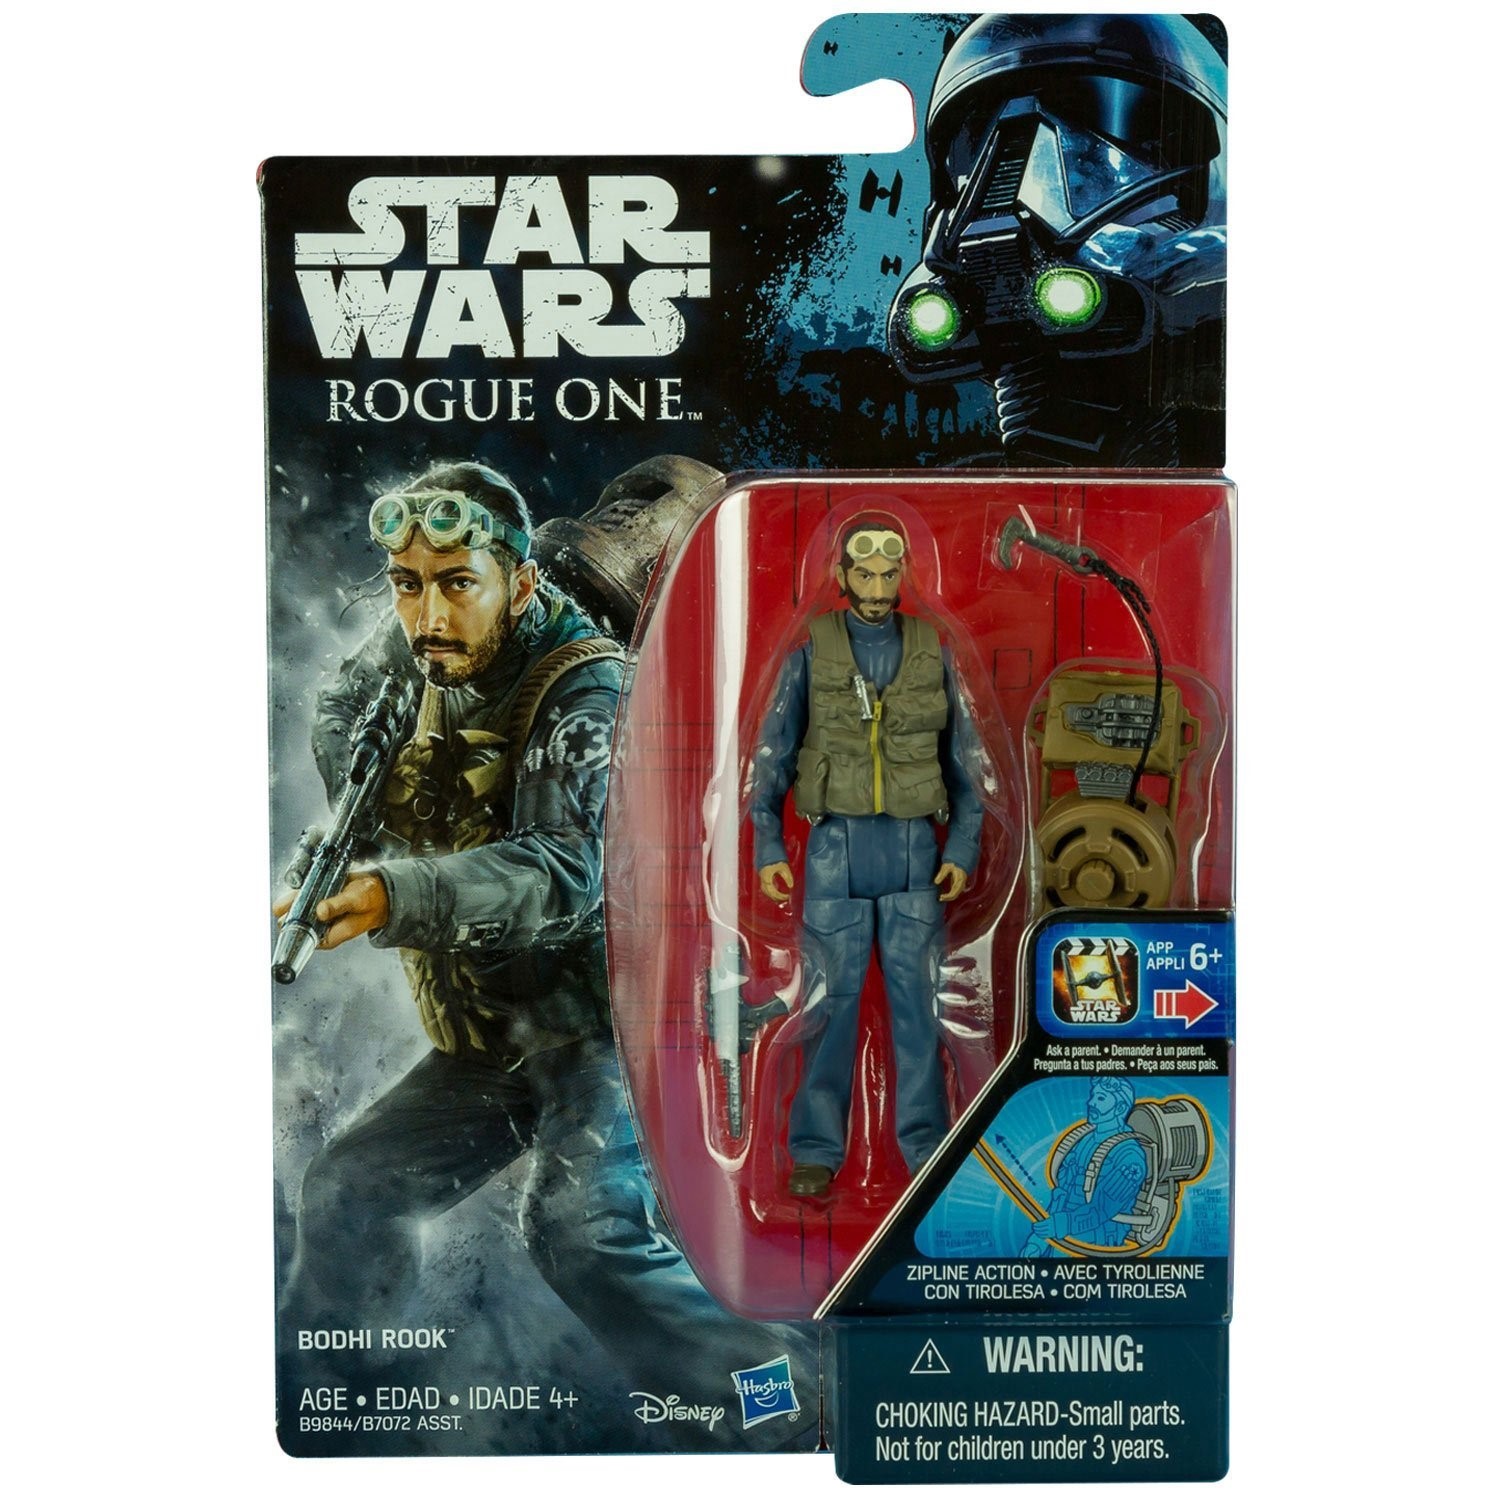 STAR
WARS
ROGUE ONE™
APP
APPLI 6+
STAR
WARS
Ask a parent. • Demander à un parent.
Pregunta a tus padres. • Peça aos seus pais.
ZIPLINE ACTION • AVEC TYROLIENNE
CON TIROLESA • COM TIROLESA
BODHI ROOK™
AGE • EDAD • IDADE 4+
B9844/B7072 ASST.
Disney
Hasbro®
⚠ WARNING:
CHOKING HAZARD-Small parts.
Not for children under 3 years.